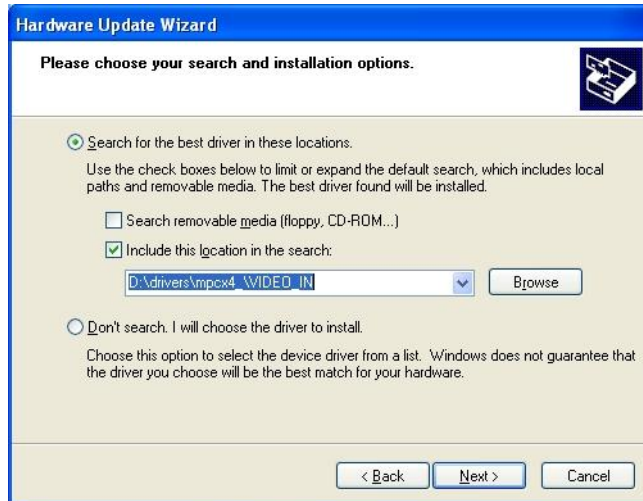 Hardware Update Wizard
Please choose your search and installation options.
Search for the best driver in these locations.
Use the check boxes below to limit or expand the default search, which includes local
paths and removable media. The best driver found will be installed.
Search removable media (floppy, CD-ROM...)
Include this location in the search:
D:\drivers\mpcx4_\VIDEO_IN
Browse
Don't search. I will choose the driver to install.
Choose this option to select the device driver from a list. Windows does not guarantee that
the driver you choose will be the best match for your hardware.
< Back
Next >
Cancel